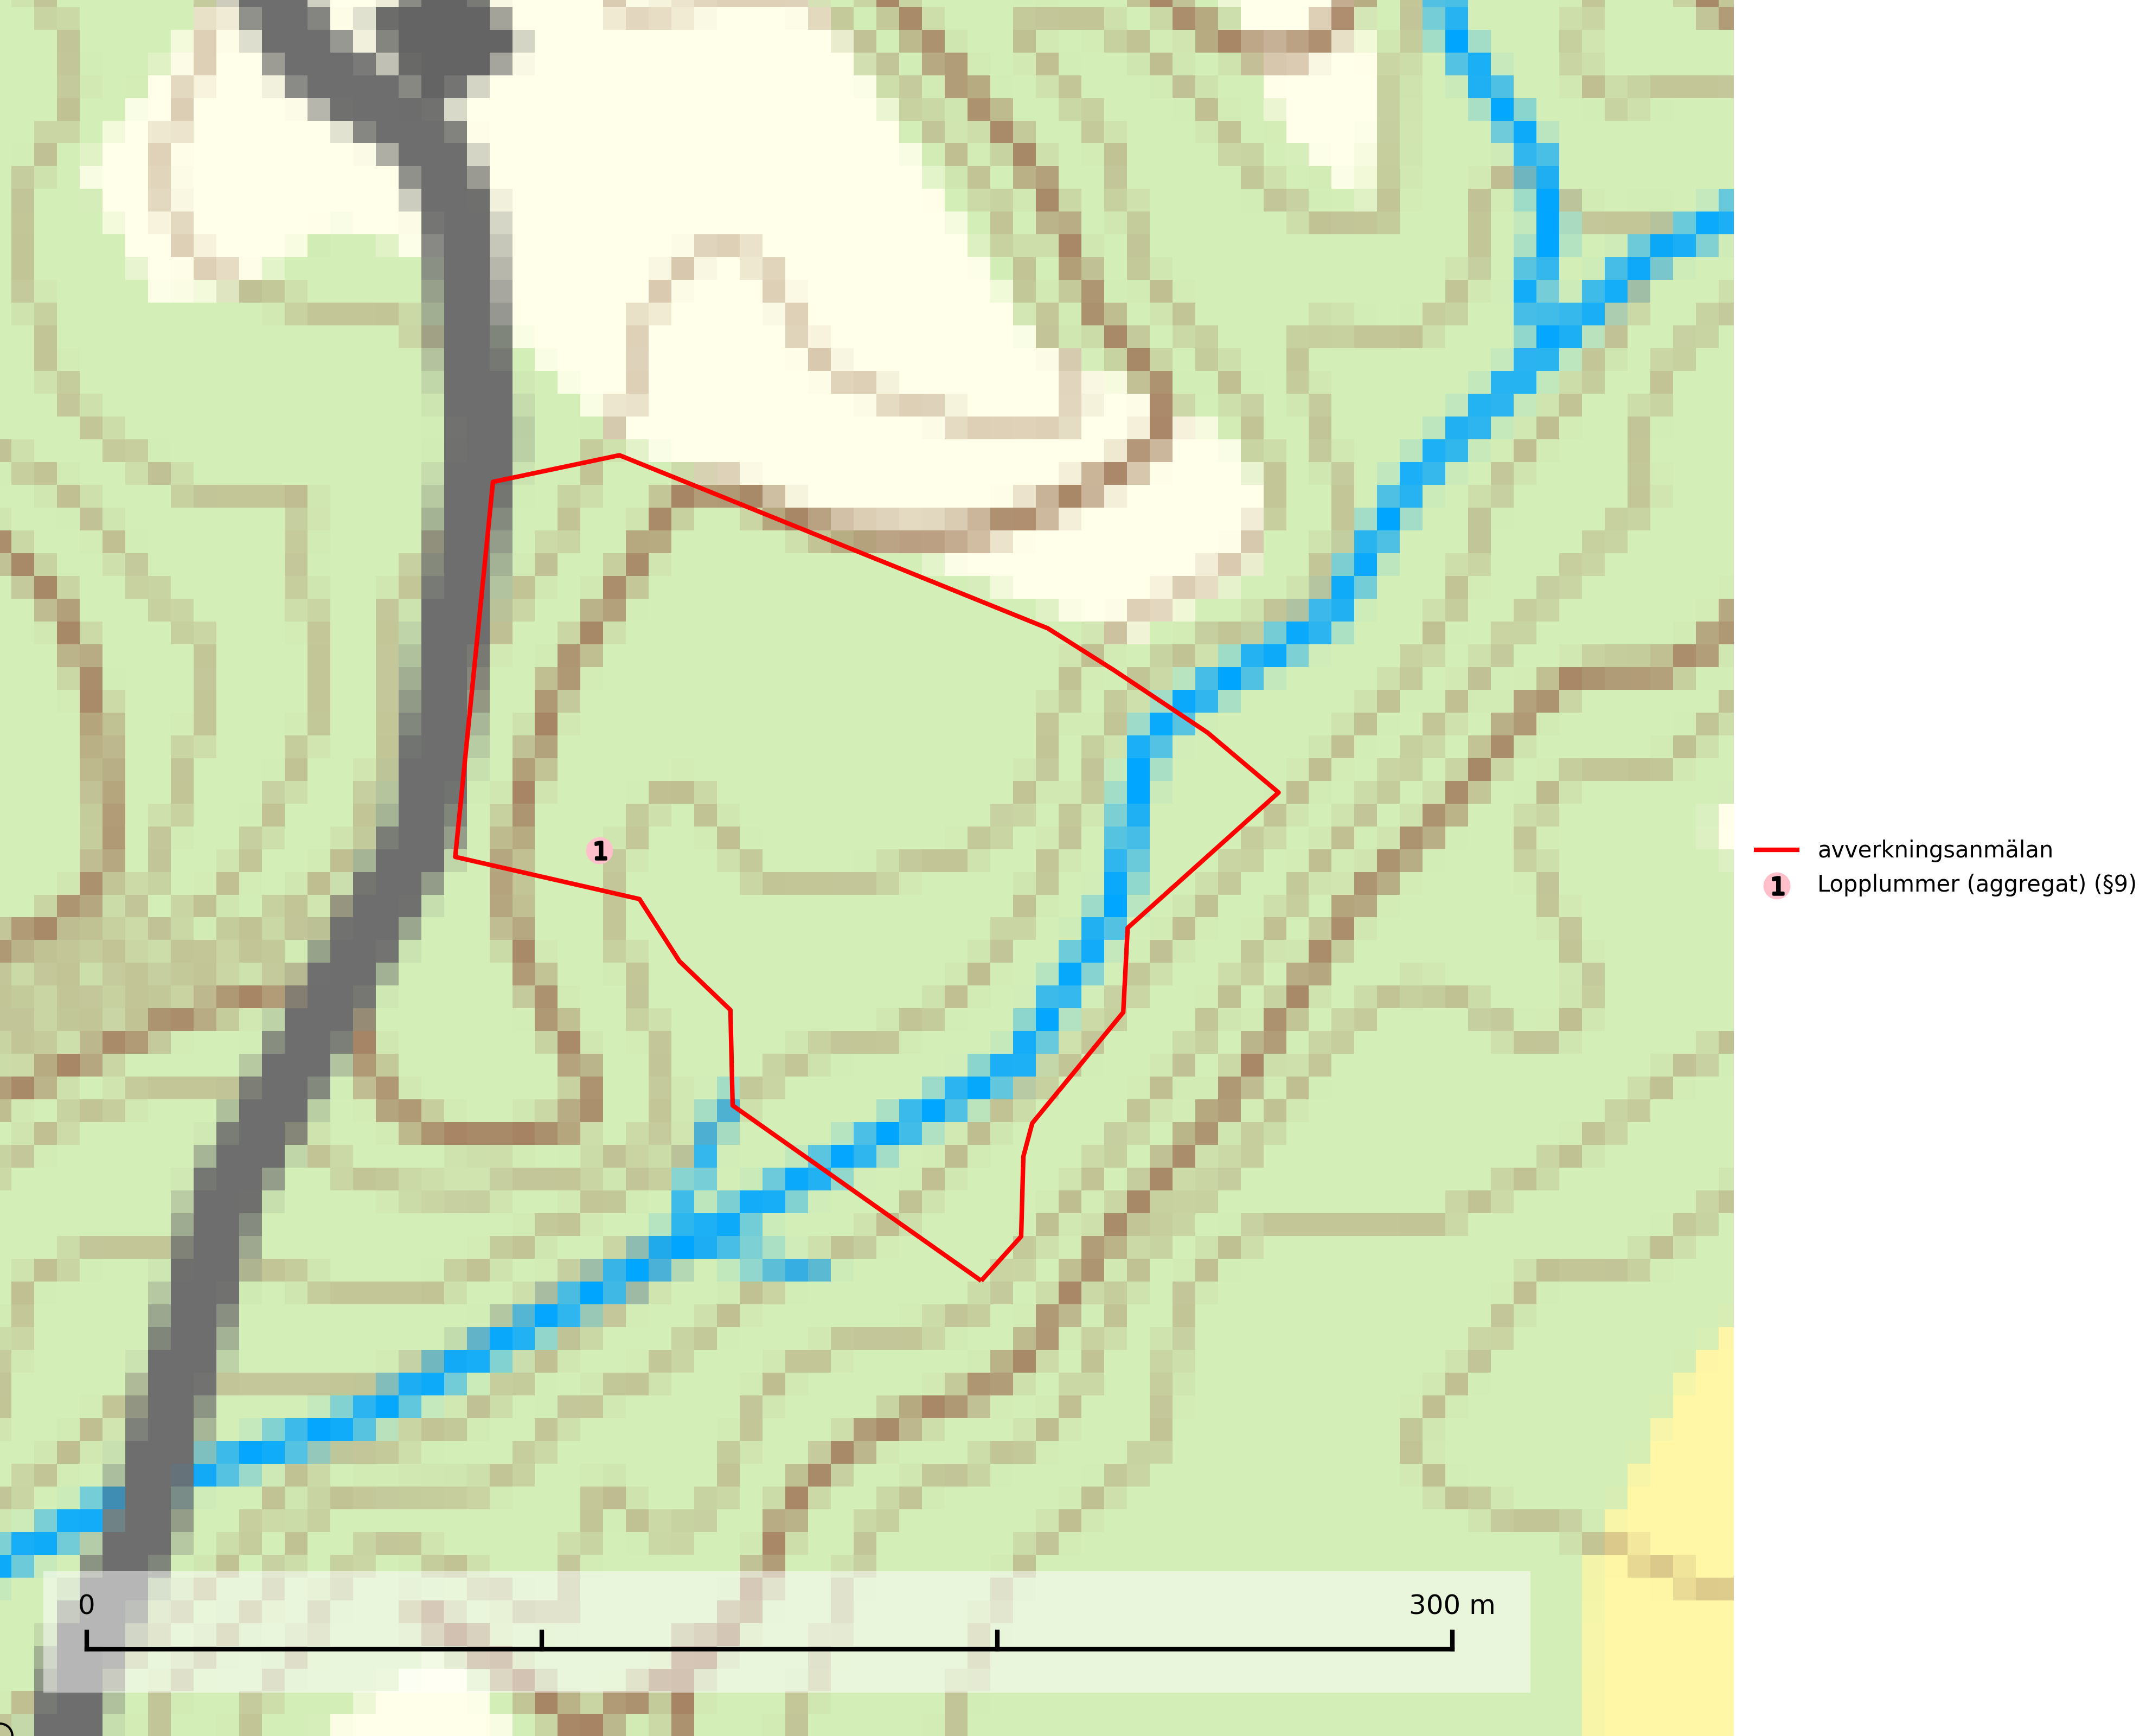 1
avverkningsanmälan
1 Lopplummer (aggregat) (§9)
0 300 m